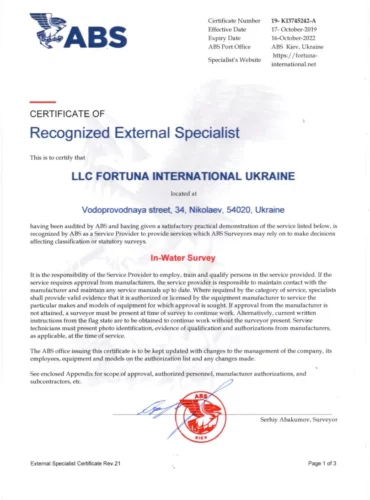 ABS
Certificate Number 19- KI3745242-A
Effective Date 17- October-2019
Expiry Date 16-October-2022
ABS Port Office ABS Kiev, Ukraine
Specialist's Website https://fortuna-
international.net
CERTIFICATE OF
Recognized External Specialist
This is to certify that
LLC FORTUNA INTERNATIONAL UKRAINE
located at
Vodoprovodnaya street, 34, Nikolaev, 54020, Ukraine
having been audited by ABS and having given a satisfactory practical demonstration of the service listed below, is
recognized by ABS as a Service Provider to provide services which ABS Surveyors may rely on to make decisions
affecting classification or statutory surveys.
In-Water Survey
It is the responsibility of the Service Provider to employ, train and qualify persons in the service provided. If the
service requires approval from manufacturers, the service provider is responsible to maintain contact with the
manufacturer and maintain any service manuals up to date. Where required by the category of service, specialists
shall provide valid evidence that it is authorized or licensed by the equipment manufacturer to service the
particular makes and models of equipment for which approval is sought. If approval from the manufacturer is
not attained, a surveyor must be present at time of survey to continue work. Alternatively, current written
instructions from the flag state are to be obtained to continue work without the surveyor present. Service
technicians must present photo identification, evidence of qualification and authorizations from manufacturers,
as applicable, at the time of service.
The ABS office issuing this certificate is to be kept updated with changes to the management of the company, its
employees, equipment and models on the authorization list and any changes made.
See enclosed Appendix for scope of approval, authorized personnel, manufacturer authorizations, and
subcontractors, etc.
ABS
KIEV
Serhiy Abakumov, Surveyor
External Specialist Certificate Rev.21 Page 1 of 3